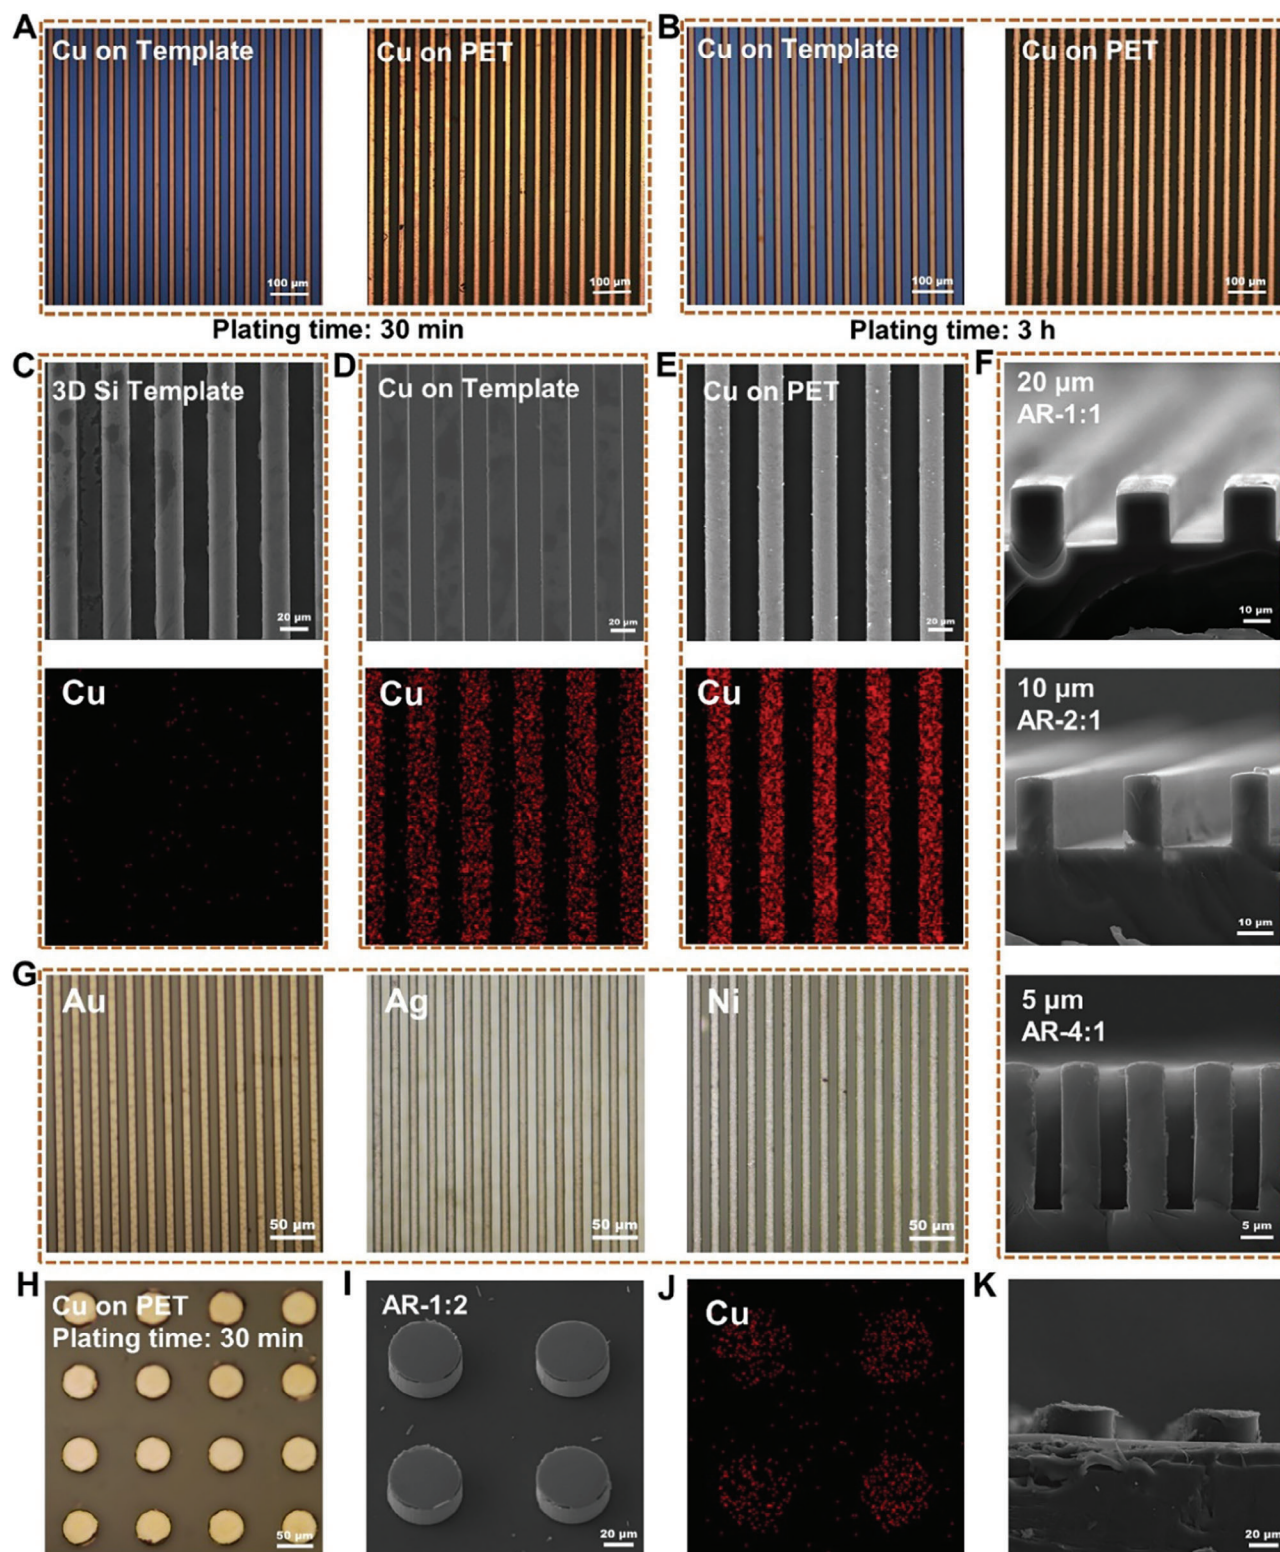 A
Cu on Template
100 µm
Cu on PET
100 µm
Plating time: 30 min
B
Cu on Template
100 µm
Cu on PET
100 µm
Plating time: 3 h
C
3D Si Template
20 µm
Cu
D
Cu on Template
20 µm
Cu
E
Cu on PET
20 µm
Cu
F
20 µm
AR-1:1
10 µm
10 µm
AR-2:1
10 µm
5 µm
AR-4:1
5 µm
G
Au
50 µm
Ag
50 µm
Ni
50 µm
H
Cu on PET
Plating time: 30 min
50 µm
I
AR-1:2
20 µm
J
Cu
K
20 µm